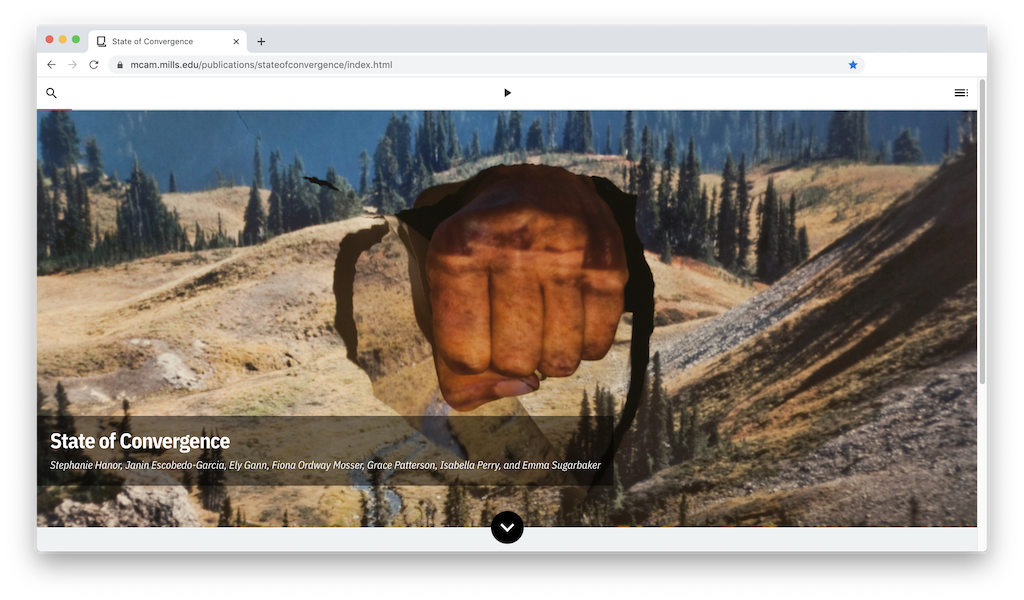 State of Convergence
mcam.mills.edu/publications/stateofconvergence/index.html
State of Convergence
Stephanie Hanor, Janin Escobedo-Garcia, Ely Gann, Fiona Ordway Mosser, Grace Patterson, Isabella Perry, and Emma Sugarbaker